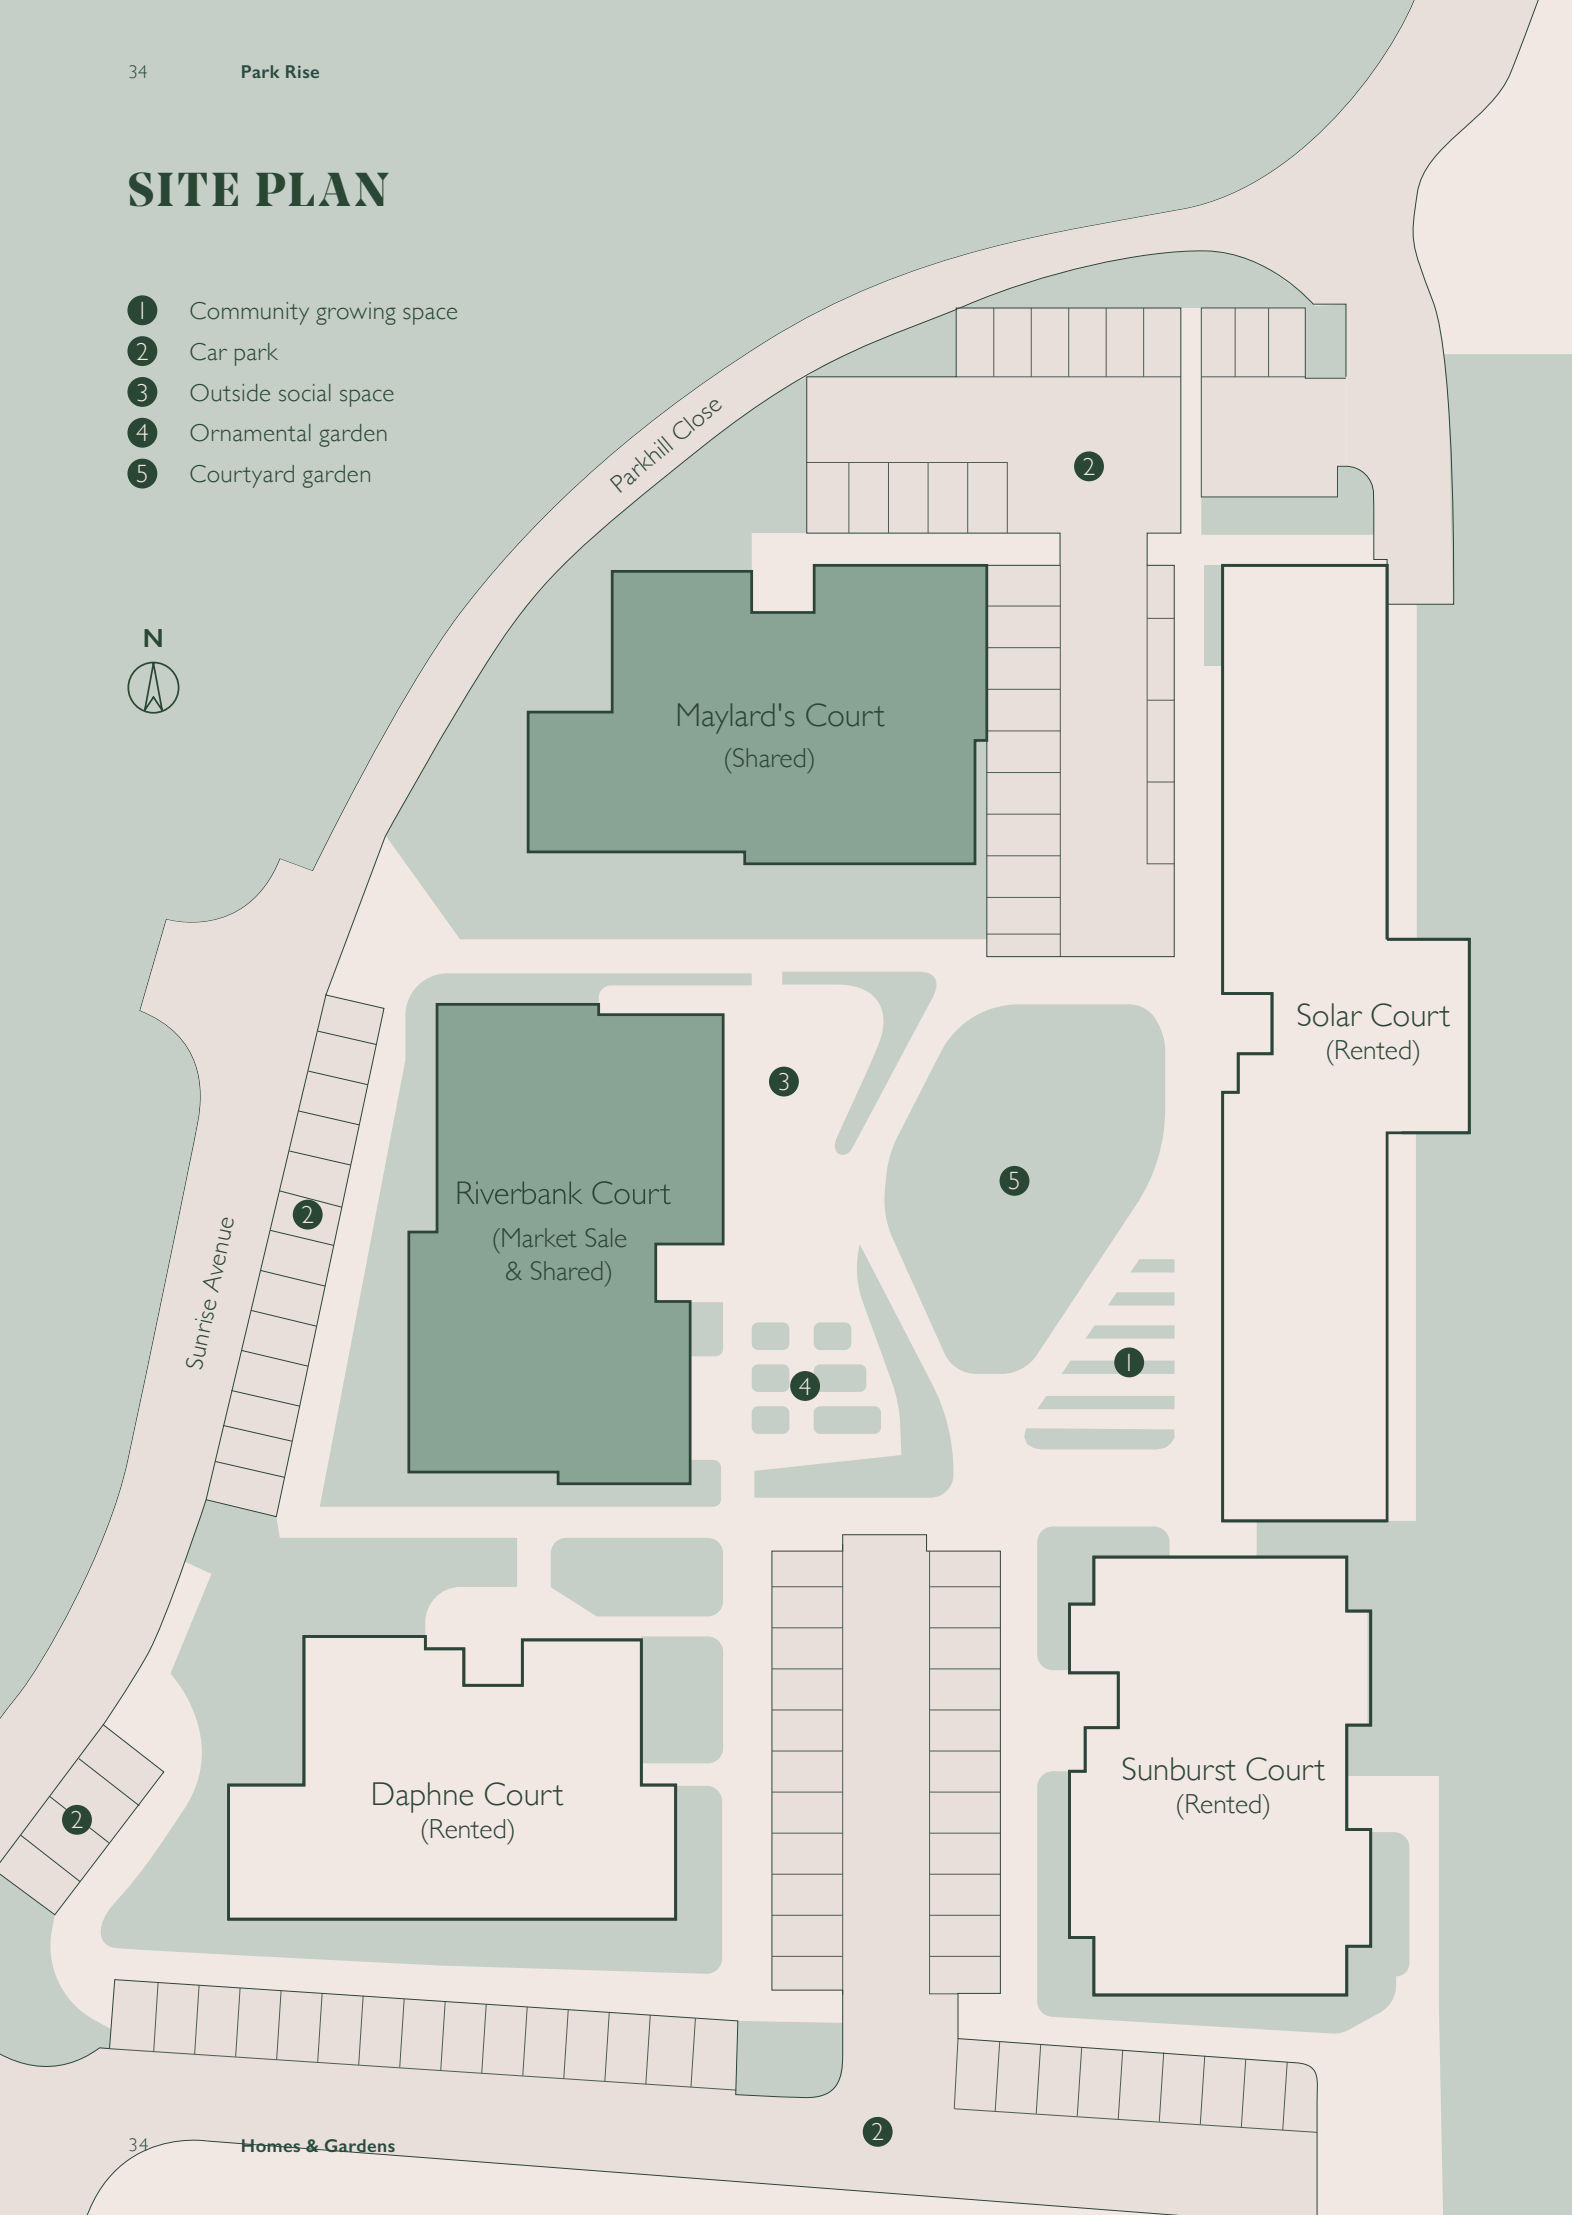 34 Park Rise
SITE PLAN
1 Community growing space
2 Car park
3 Outside social space
4 Ornamental garden
5 Courtyard garden
Parkhill Close
2
N
Maylard's Court
(Shared)
Solar Court
(Rented)
3
Riverbank Court
(Market Sale
& Shared)
5
2
Sunrise Avenue
1
4
Sunburst Court
(Rented)
Daphne Court
(Rented)
2
2
34 Homes & Gardens